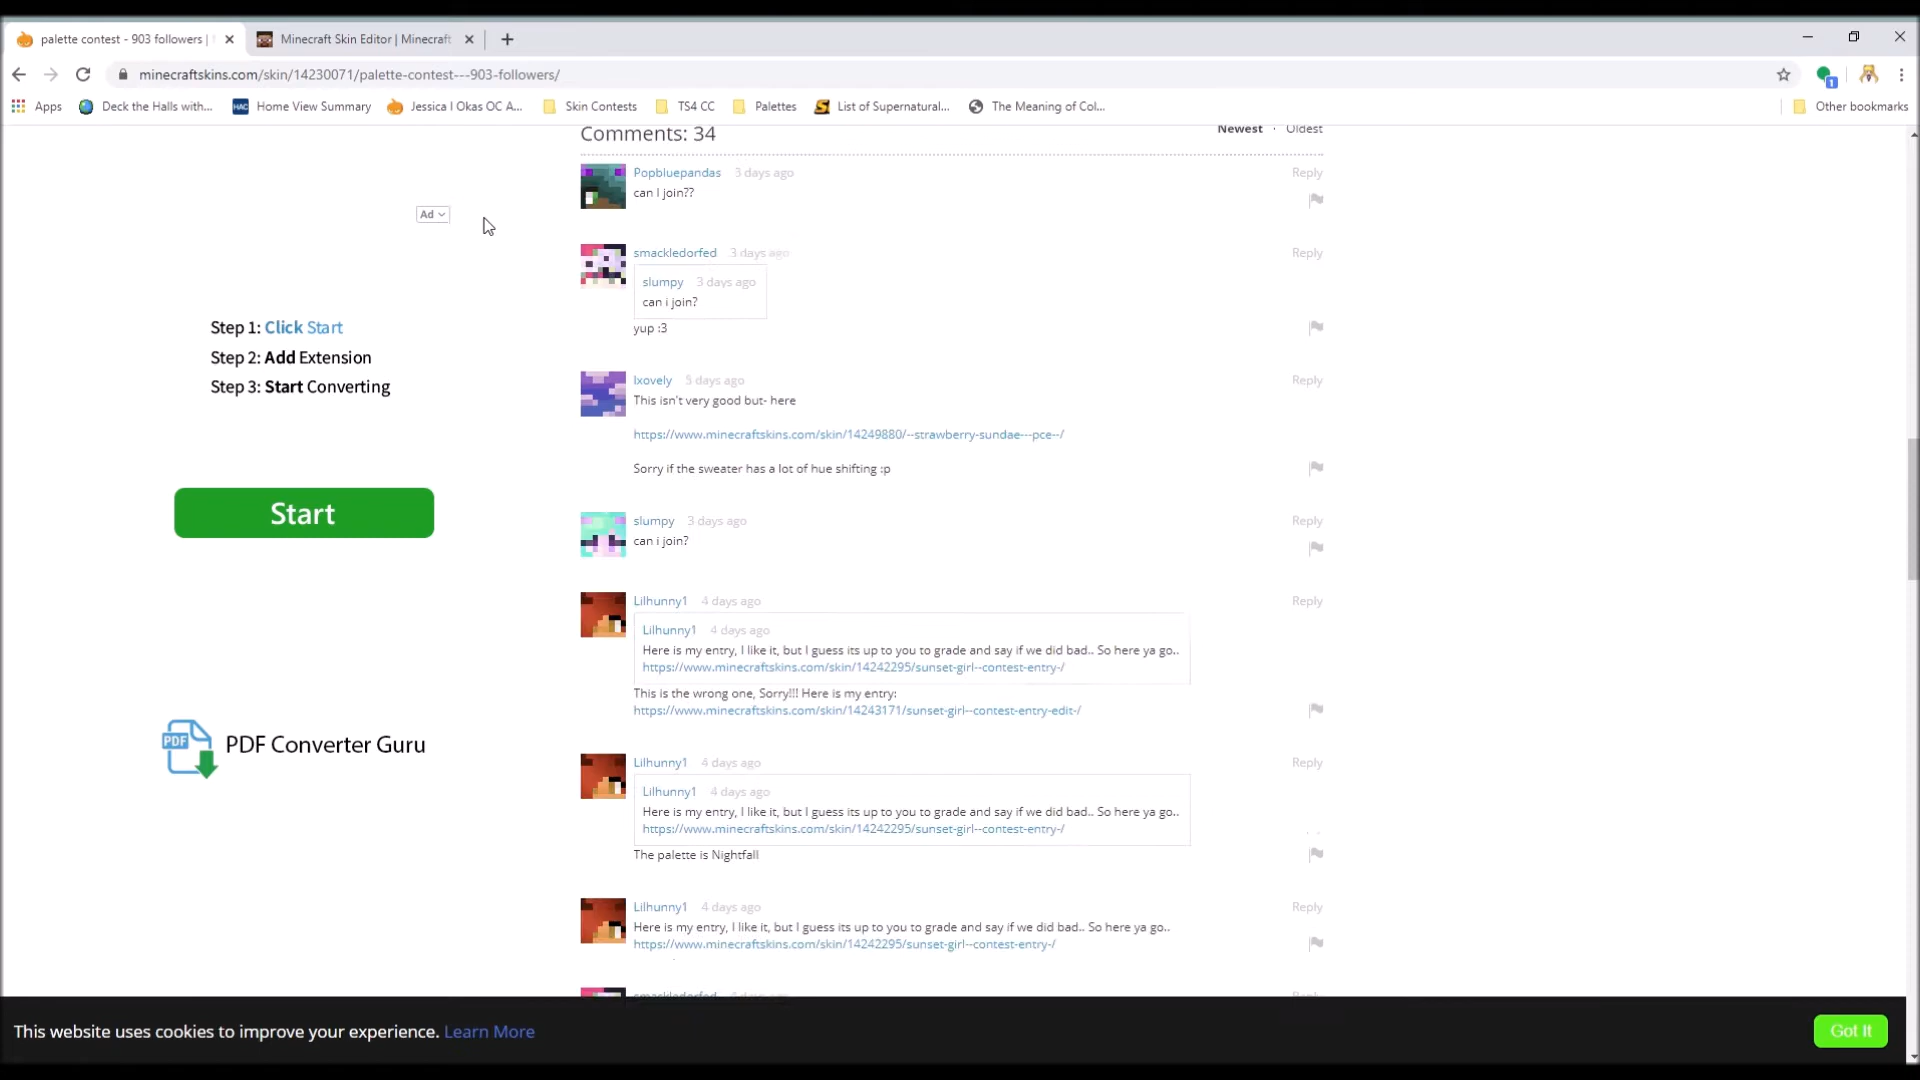 palette contest - 903 followers |
Minecraft Skin Editor | Minecraft
minecraftskins.com/skin/14230071/palette-contest---903-followers/
1
Apps
Deck the Halls with...
HAC
Home View Summary
Jessica I Okas OC A...
Skin Contests
TS4 CC
Palettes
List of Supernatural...
The Meaning of Col...
Other bookmarks
Comments: 34
Newest · Oldest
Popbluepandas 3 days ago
Reply
can I join??
Ad
smackledorfed 3 days ago
Reply
slumpy 3 days ago
can i join?
yup :3
Step 1: Click Start
Step 2: Add Extension
Step 3: Start Converting
lxovely 3 days ago
Reply
This isn't very good but- here
https://www.minecraftskins.com/skin/14249880/--strawberry-sundae---pce--/
Sorry if the sweater has a lot of hue shifting :p
Start
slumpy 3 days ago
Reply
can i join?
Lilhunny1 4 days ago
Reply
Lilhunny1 4 days ago
Here is my entry, I like it, but I guess its up to you to grade and say if we did bad.. So here ya go..
https://www.minecraftskins.com/skin/14242295/sunset-girl--contest-entry-/
This is the wrong one, Sorry!!! Here is my entry:
https://www.minecraftskins.com/skin/14243171/sunset-girl--contest-entry-edit-/
PDF
PDF Converter Guru
Lilhunny1 4 days ago
Reply
Lilhunny1 4 days ago
Here is my entry, I like it, but I guess its up to you to grade and say if we did bad.. So here ya go..
https://www.minecraftskins.com/skin/14242295/sunset-girl--contest-entry-/
The palette is Nightfall
Lilhunny1 4 days ago
Reply
Here is my entry, I like it, but I guess its up to you to grade and say if we did bad.. So here ya go..
https://www.minecraftskins.com/skin/14242295/sunset-girl--contest-entry-/
smackledorfed
This website uses cookies to improve your experience. Learn More
Got It